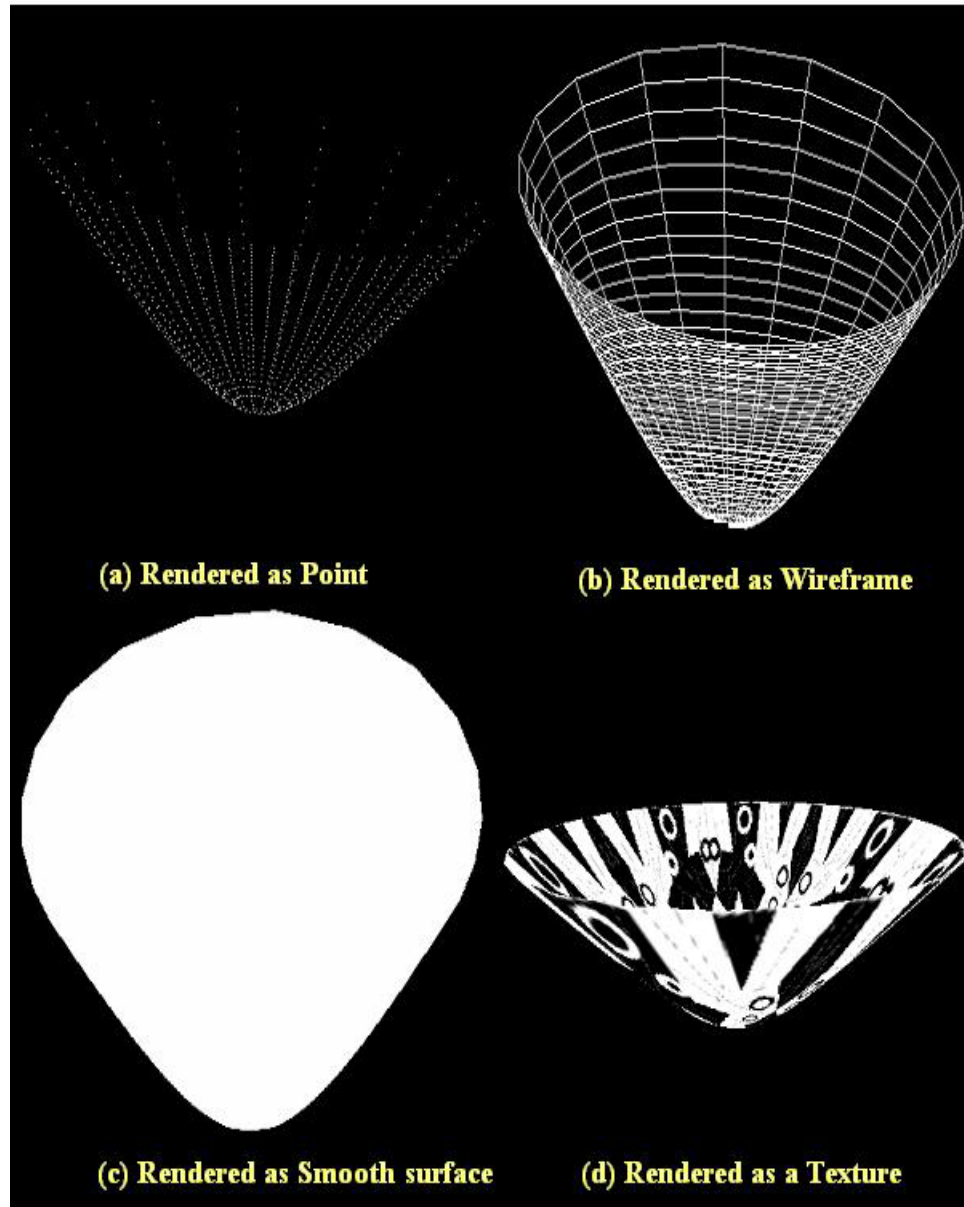 (a) Rendered as Point
(b) Rendered as Wireframe
(c) Rendered as Smooth surface
(d) Rendered as a Texture